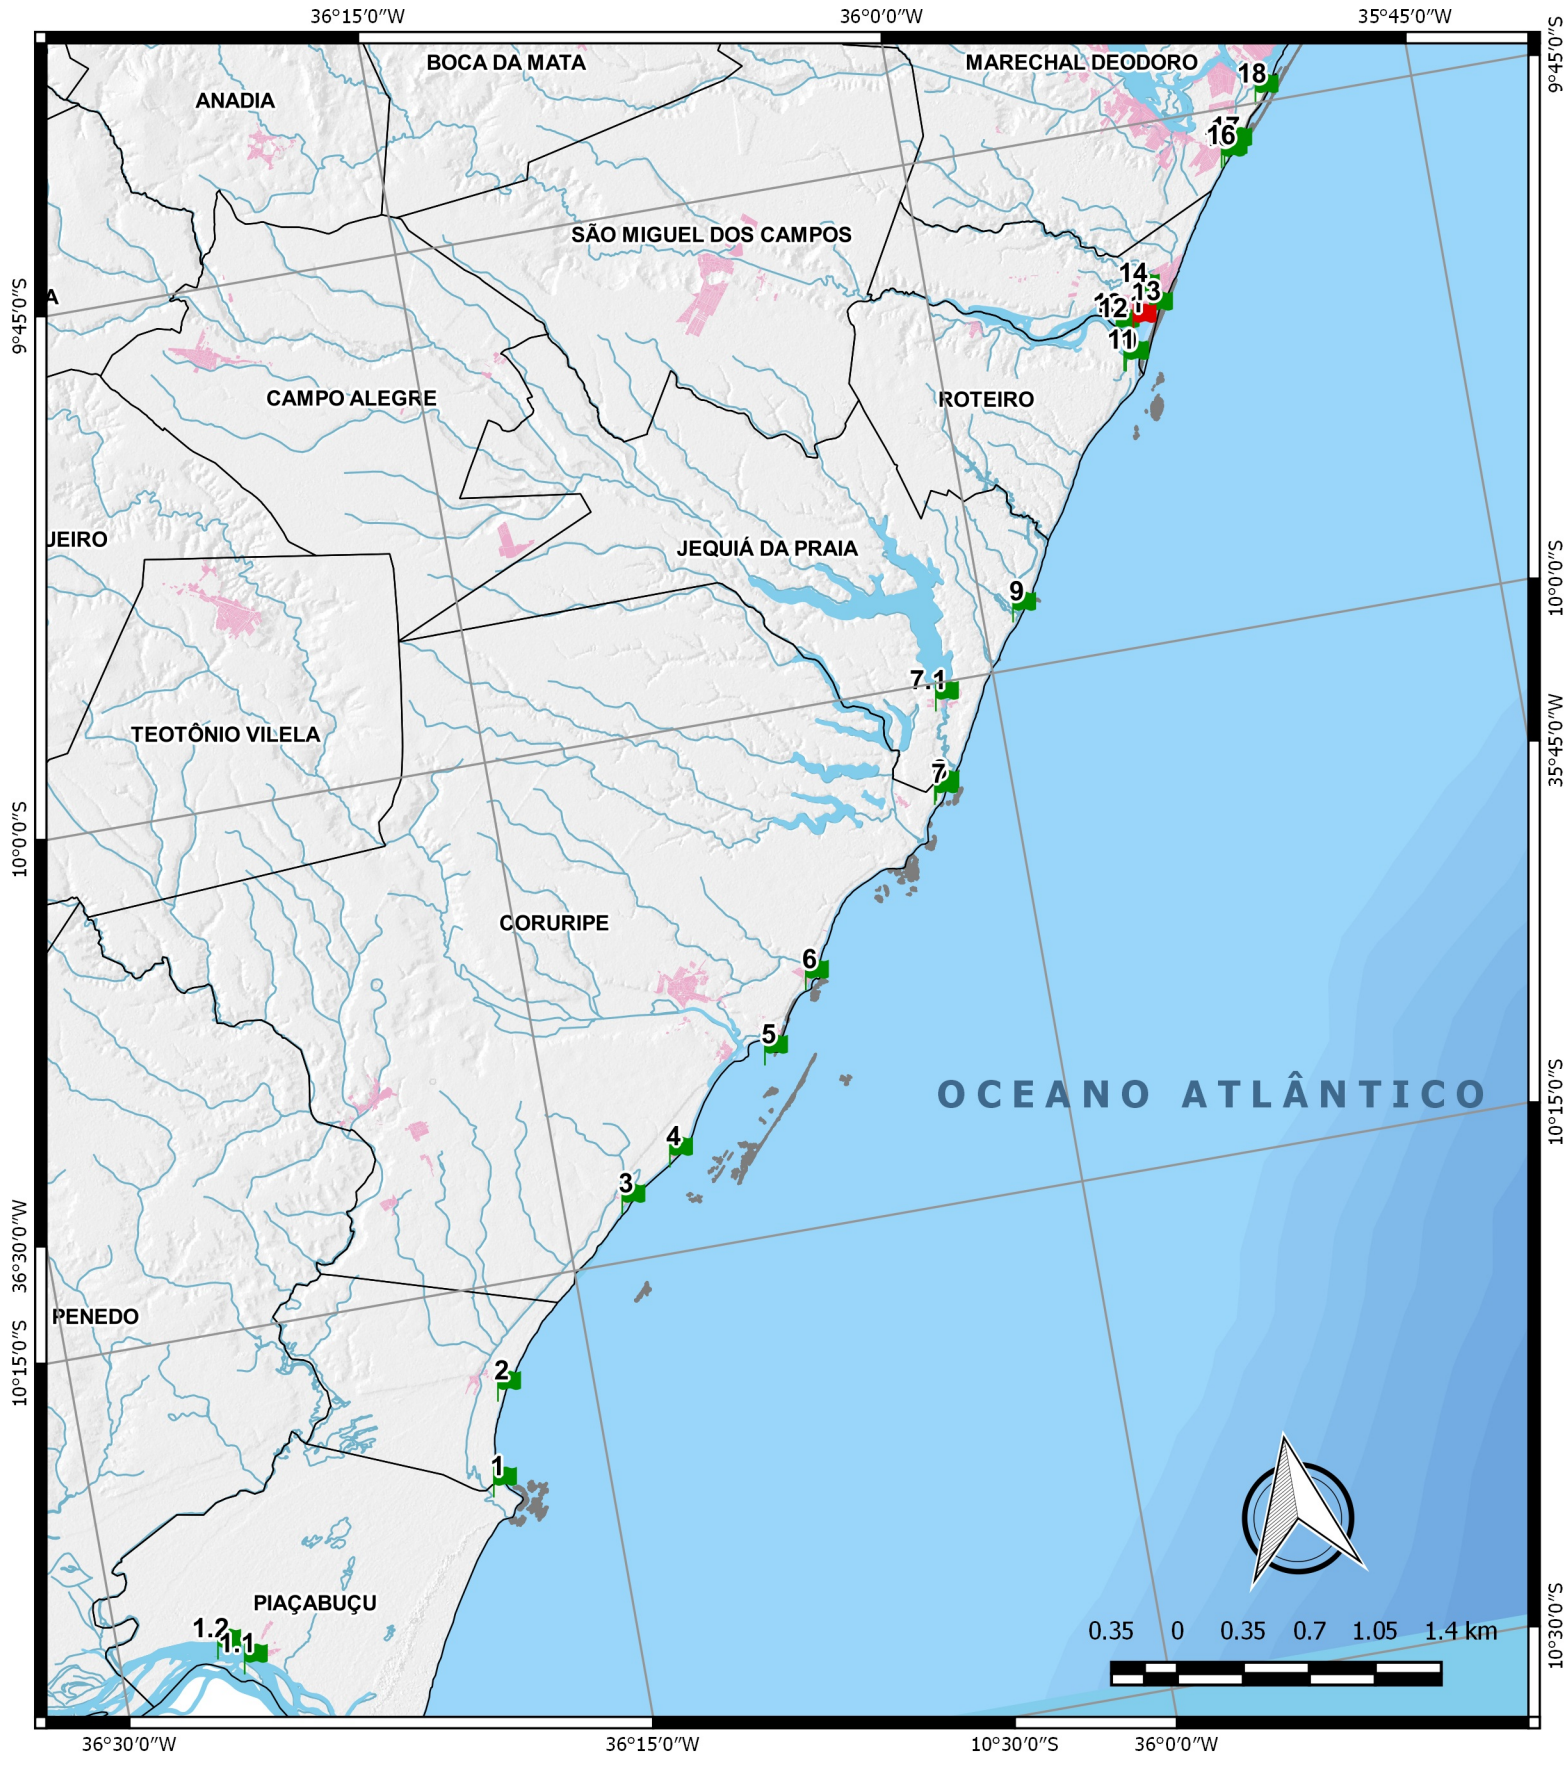 36°15'0"W
36°0'0"W
35°45'0"W
9°45'0"S
BOCA DA MATA
MARECHAL DEODORO
18
ANADIA
17
16
SÃO MIGUEL DOS CAMPOS
14
13
12
A
9°45'0"S
11
CAMPO ALEGRE
ROTEIRO
JEIRO
JEQUIÁ DA PRAIA
10°0'0"S
9
7.1
TEOTÔNIO VILELA
35°45'0"W
7
10°0'0"S
CORURIPE
6
5
OCEANO ATLÂNTICO
10°15'0"S
4
3
36°30'0"W
PENEDO
10°15'0"S
2
1
PIAÇABUÇU
1.2
1.1
0.35 0 0.35 0.7 1.05 1.4 km
10°30'0"S
36°30'0"W
36°15'0"W
10°30'0"S
36°0'0"W